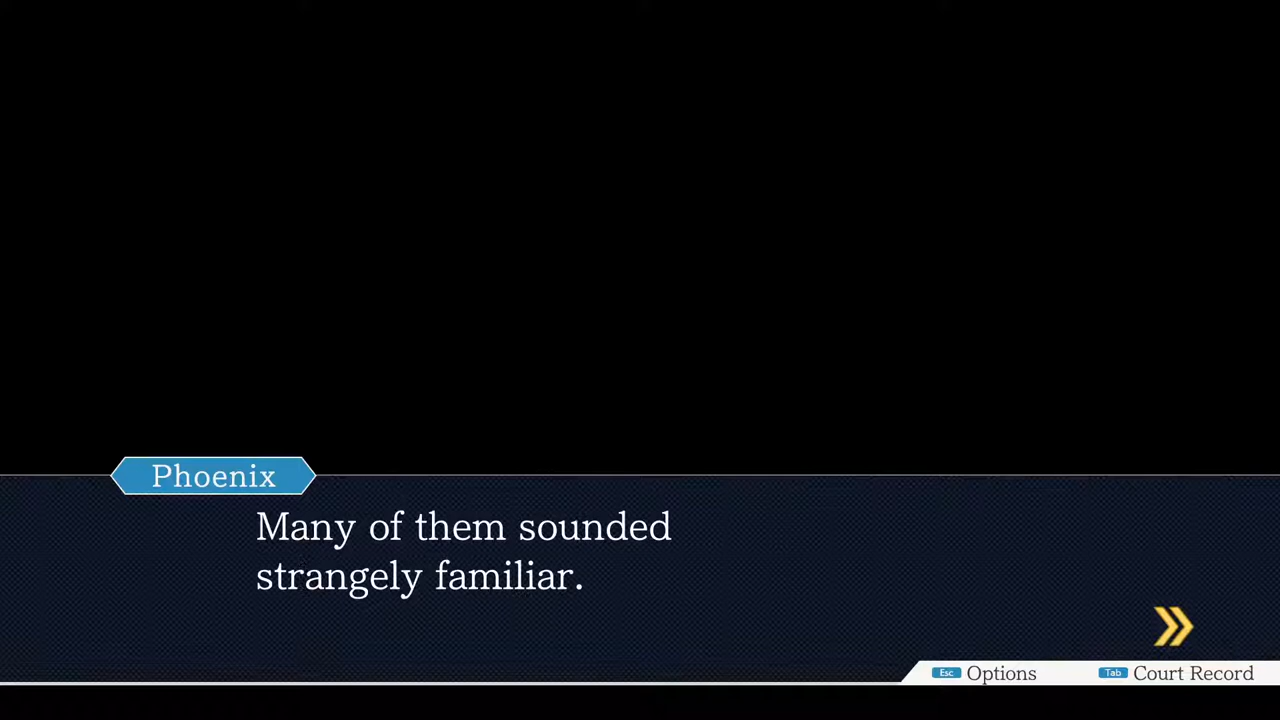 Phoenix
Many of them sounded
strangely familiar.
Esc Options Tab Court Record